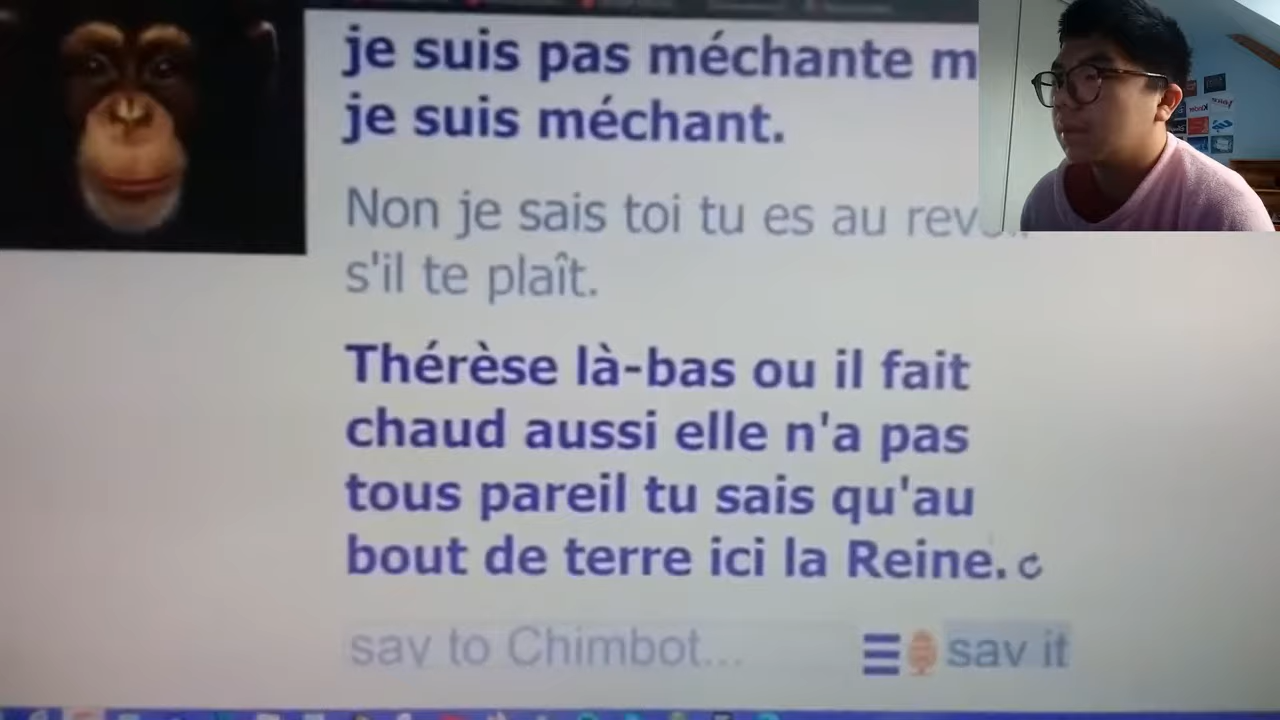 je suis pas méchante m
je suis méchant.
Non je sais toi tu es au
s'il te plaît.
Thérèse là-bas ou il fait
chaud aussi elle n'a pas
tous pareil tu sais qu'au
bout de terre ici la Reine.
say to Chimbot...
say it